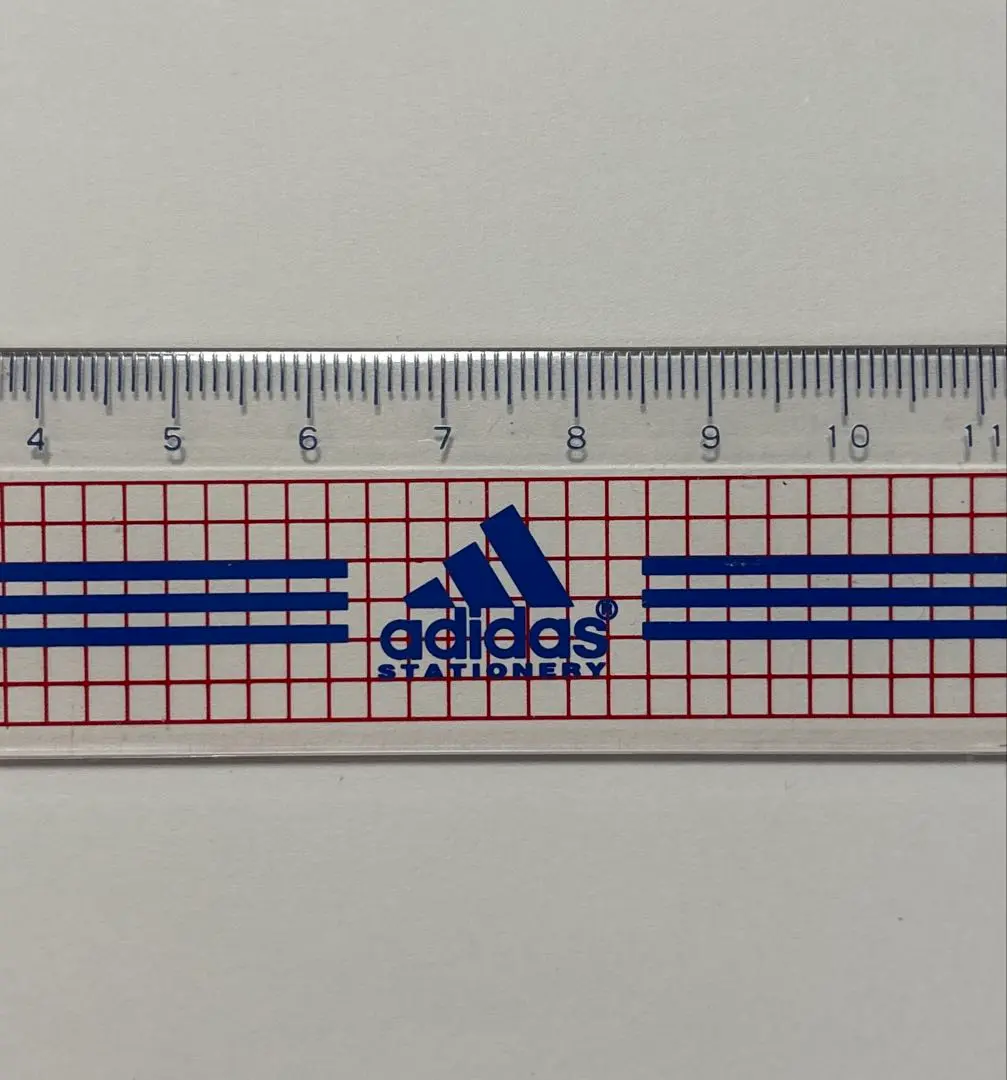 4 5 6 7 8 9 10 11
adidas®
STATIONERY